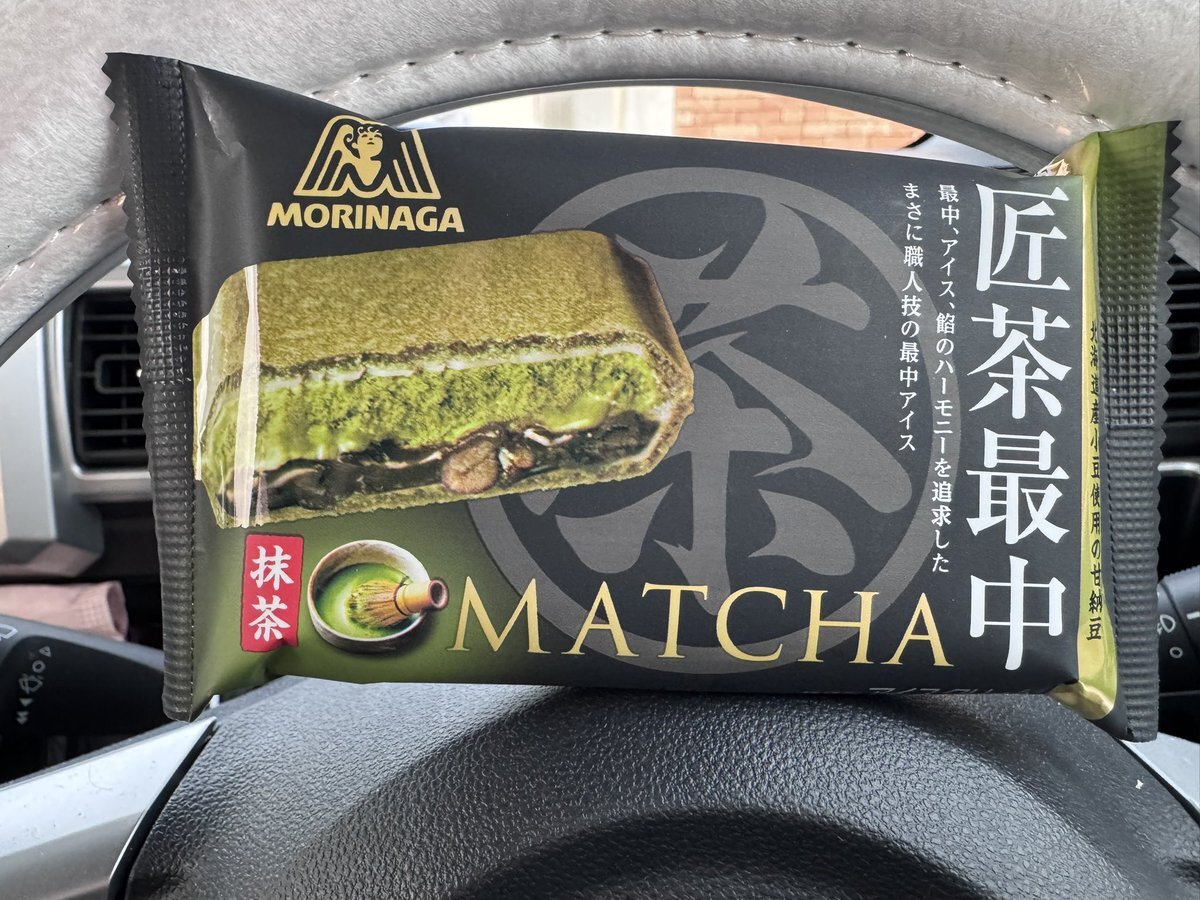 MORINAGA
匠茶最中
最中、アイス、餡のハーモニーを追求した
まさに職人技の最中アイス
北海道産小豆使用の甘納豆
茶
抹茶
MATCHA